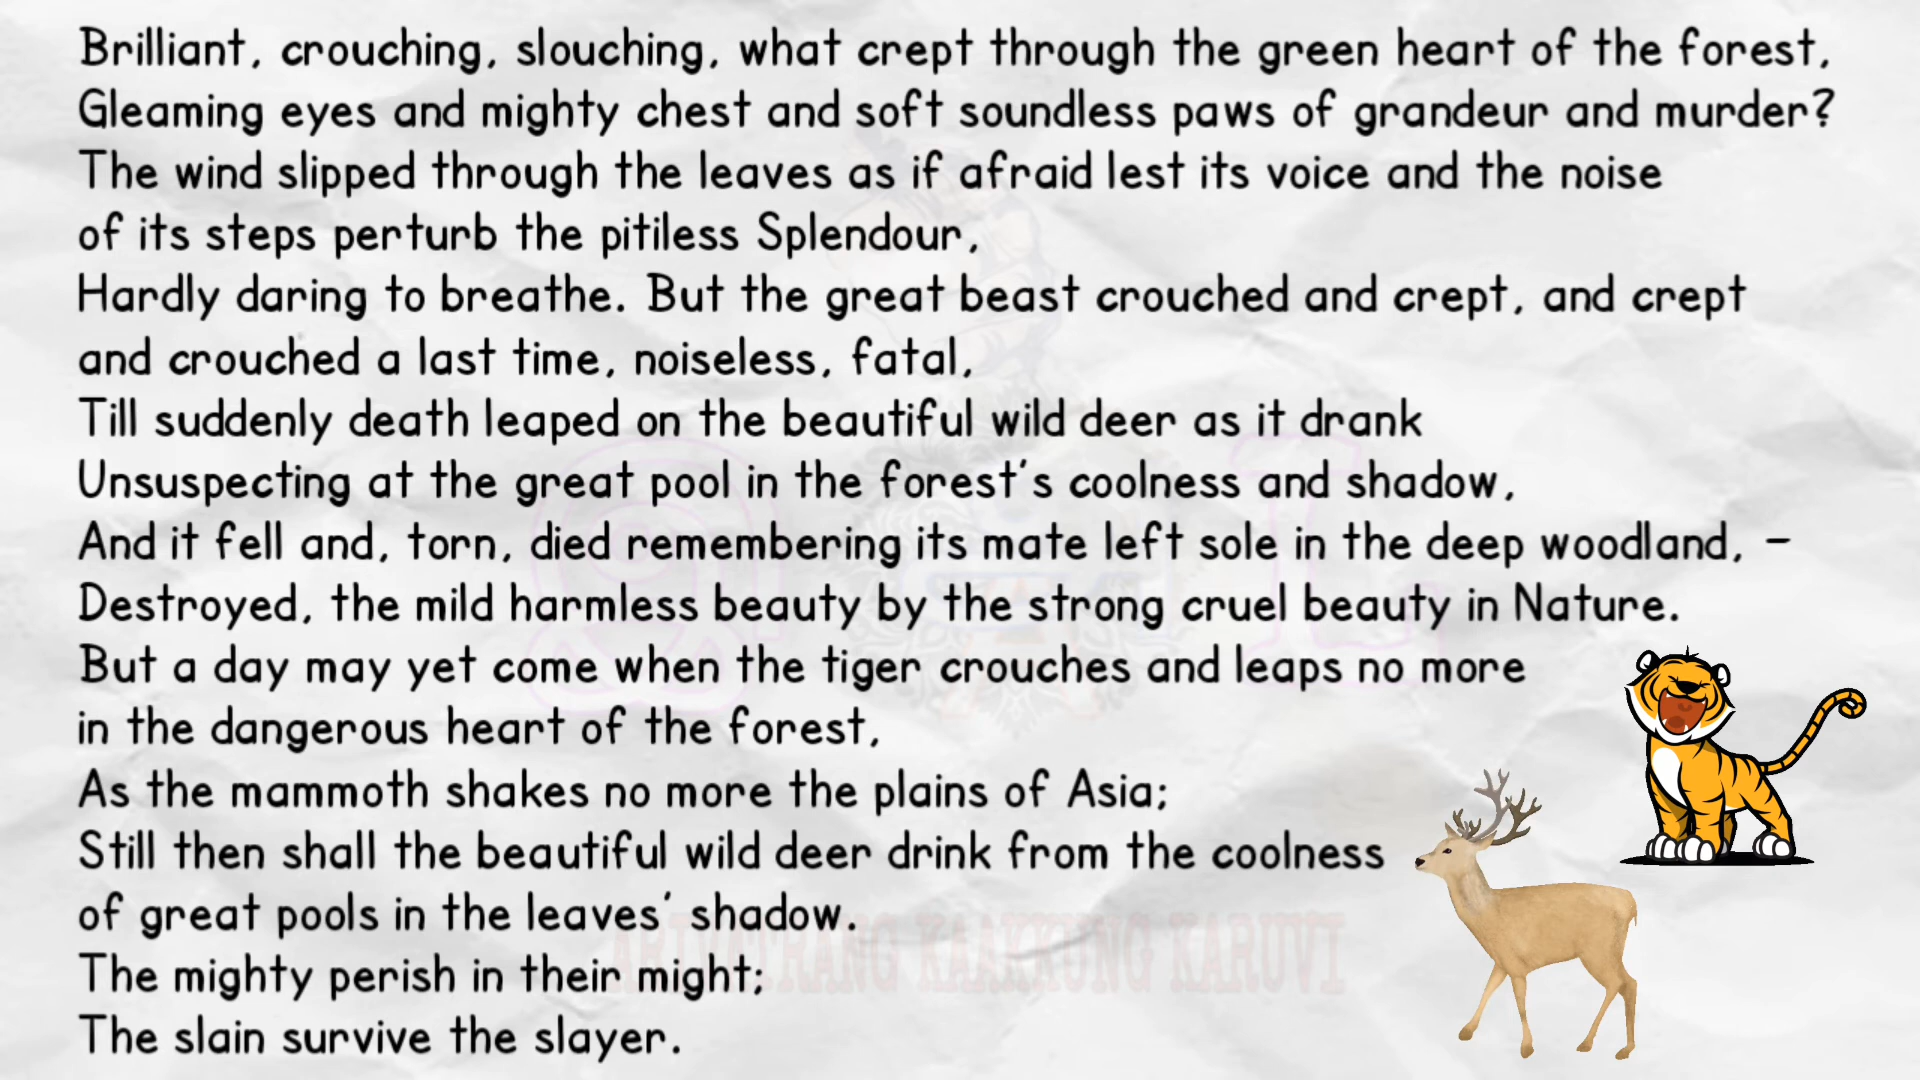 Brilliant, crouching, slouching, what crept through the green heart of the forest,
Gleaming eyes and mighty chest and soft soundless paws of grandeur and murder?
The wind slipped through the leaves as if afraid lest its voice and the noise
of its steps perturb the pitiless Splendour,
Hardly daring to breathe. But the great beast crouched and crept, and crept
and crouched a last time, noiseless, fatal,
Till suddenly death leaped on the beautiful wild deer as it drank
Unsuspecting at the great pool in the forest's coolness and shadow,
And it fell and, torn, died remembering its mate left sole in the deep woodland, –
Destroyed, the mild harmless beauty by the strong cruel beauty in Nature.
But a day may yet come when the tiger crouches and leaps no more
in the dangerous heart of the forest,
As the mammoth shakes no more the plains of Asia;
Still then shall the beautiful wild deer drink from the coolness
of great pools in the leaves' shadow.
The mighty perish in their might;
The slain survive the slayer.
ARIVATTRANG KAAKKUNG KARUVI